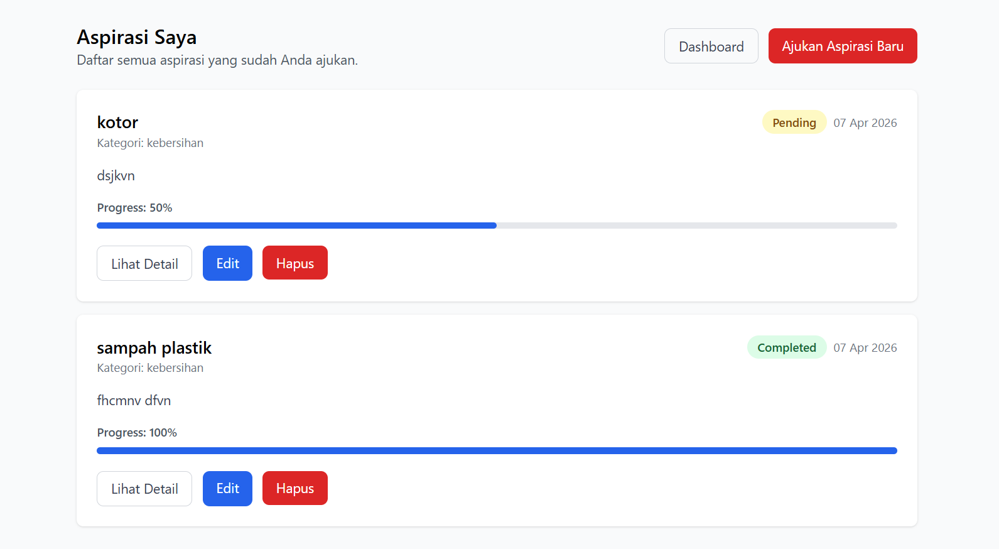 Aspirasi Saya
Daftar semua aspirasi yang sudah Anda ajukan.
Dashboard
Ajukan Aspirasi Baru
kotor
Pending
07 Apr 2026
Kategori: kebersihan
dsjkvn
Progress: 50%
Lihat Detail
Edit
Hapus
sampah plastik
Completed
07 Apr 2026
Kategori: kebersihan
fhcmnv dfvn
Progress: 100%
Lihat Detail
Edit
Hapus